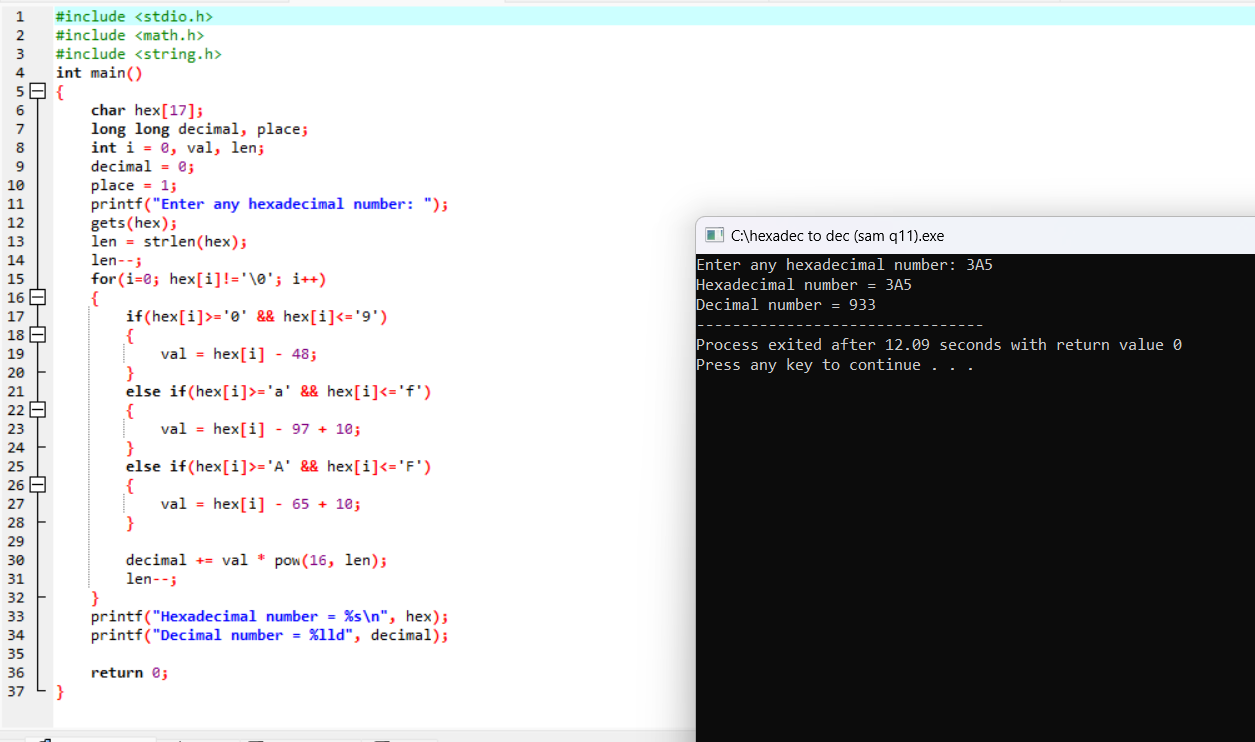 1 #include <stdio.h>
2 #include <math.h>
3 #include <string.h>
4 int main()
5 {
6 char hex[17];
7 long long decimal, place;
8 int i = 0, val, len;
9 decimal = 0;
10 place = 1;
11 printf("Enter any hexadecimal number: ");
12 gets(hex);
13 len = strlen(hex);
14 len--;
15 for(i=0; hex[i]!='\0'; i++)
16 {
17 if(hex[i]>='0' && hex[i]<='9')
18 {
19 val = hex[i] - 48;
20 }
21 else if(hex[i]>='a' && hex[i]<='f')
22 {
23 val = hex[i] - 97 + 10;
24 }
25 else if(hex[i]>='A' && hex[i]<='F')
26 {
27 val = hex[i] - 65 + 10;
28 }
29
30 decimal += val * pow(16, len);
31 len--;
32 }
33 printf("Hexadecimal number = %s\n", hex);
34 printf("Decimal number = %lld", decimal);
35
36 return 0;
37 }
C:\hexadec to dec (sam q11).exe
Enter any hexadecimal number: 3A5
Hexadecimal number = 3A5
Decimal number = 933
--------------------------------
Process exited after 12.09 seconds with return value 0
Press any key to continue . . .